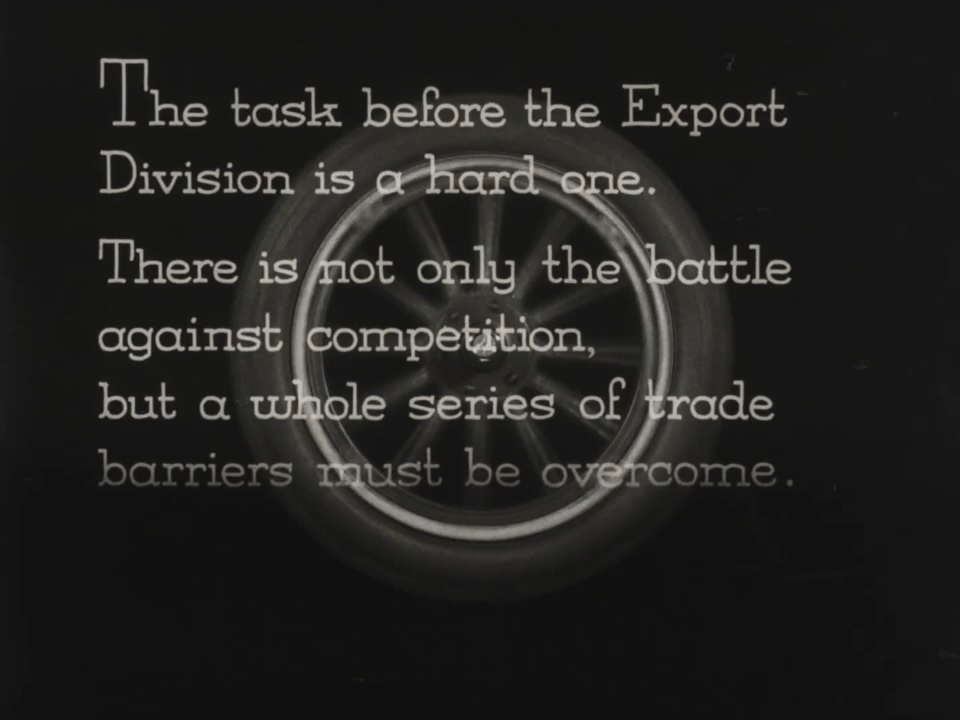 The task before the Export
Division is a hard one.
There is not only the battle
against competition,
but a whole series of trade
barriers must be overcome.